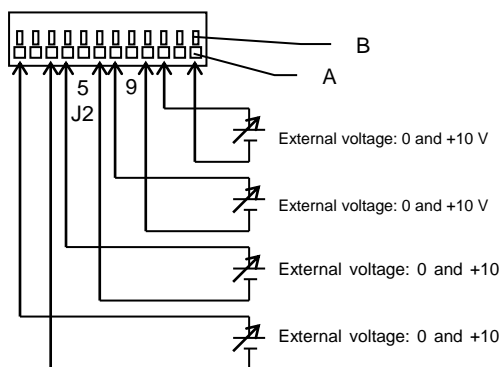 B
A
5 9
J2
External voltage: 0 and +10 V
External voltage: 0 and +10 V
External voltage: 0 and +10
External voltage: 0 and +10